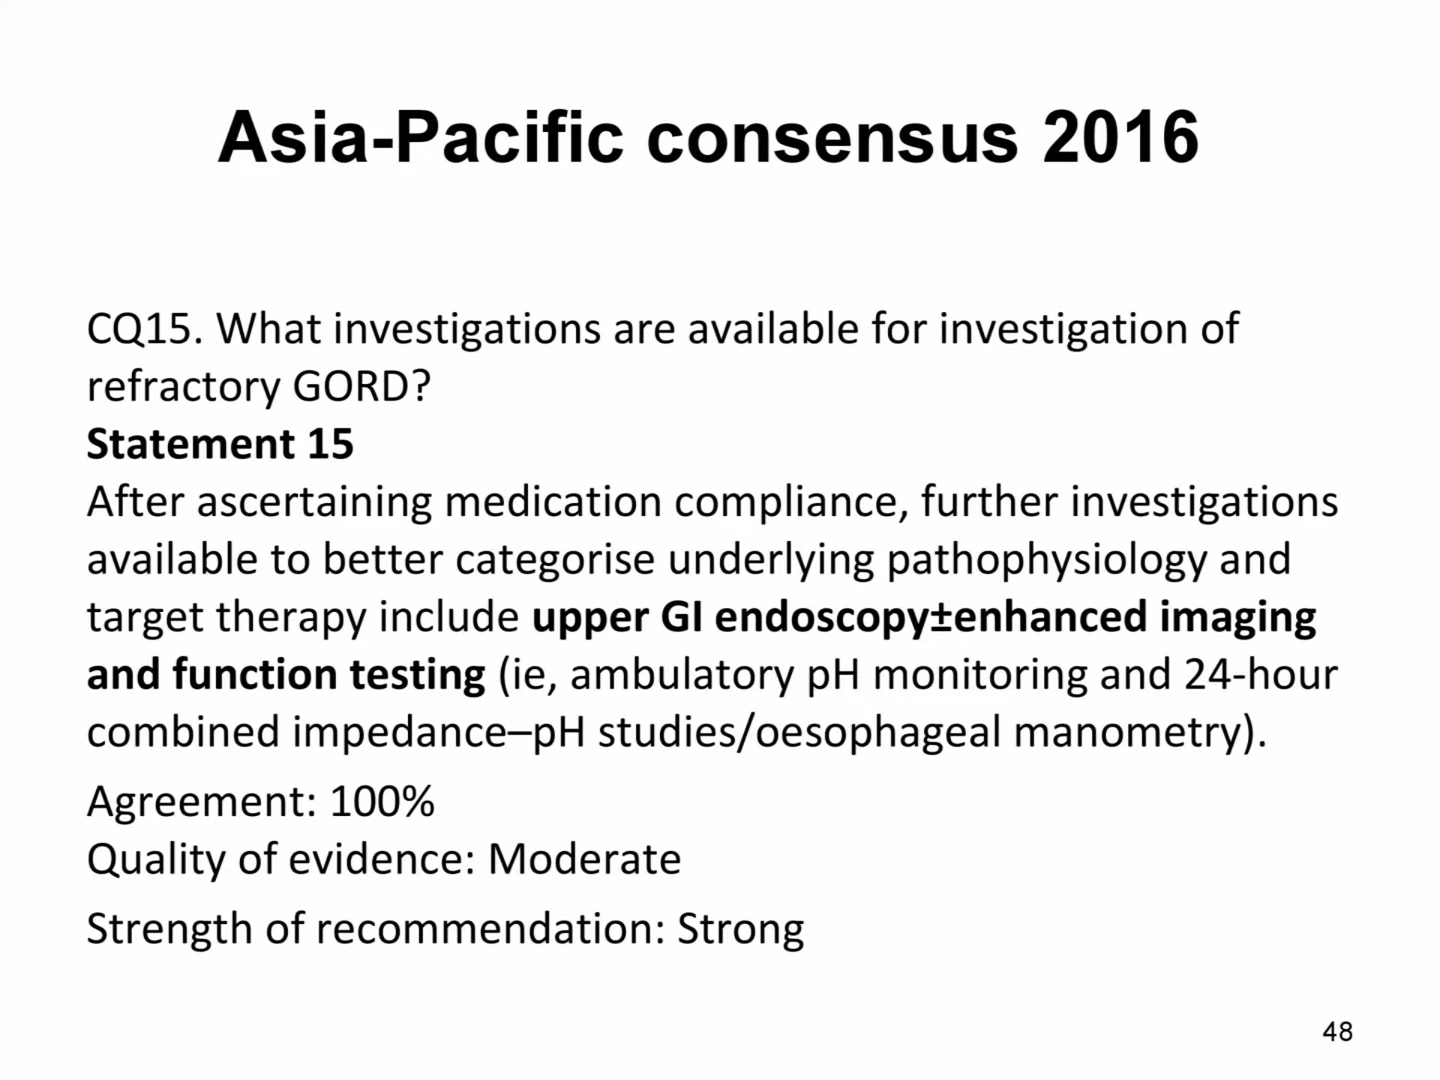 Asia-Pacific consensus 2016
CQ15. What investigations are available for investigation of
refractory GORD?
Statement 15
After ascertaining medication compliance, further investigations
available to better categorise underlying pathophysiology and
target therapy include upper GI endoscopy±enhanced imaging
and function testing (ie, ambulatory pH monitoring and 24-hour
combined impedance–pH studies/oesophageal manometry).
Agreement: 100%
Quality of evidence: Moderate
Strength of recommendation: Strong
48